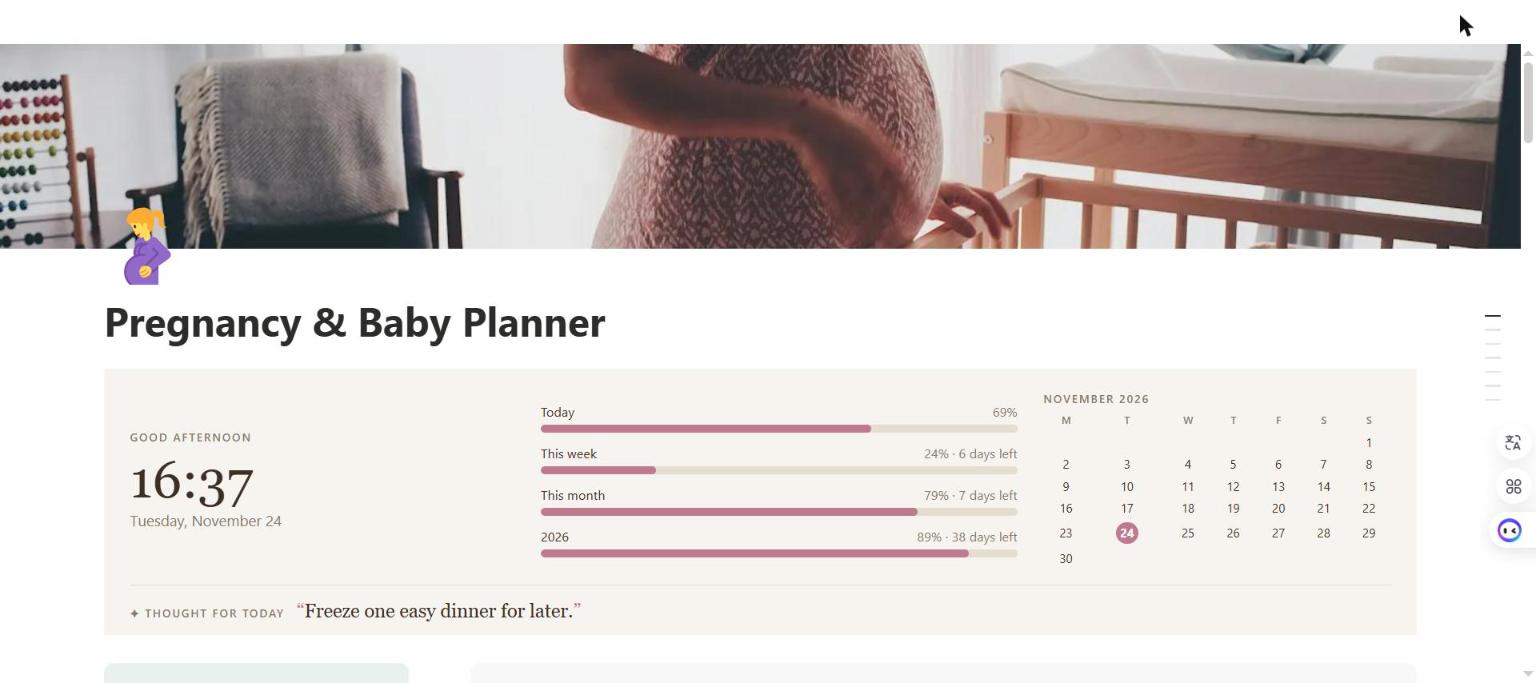 Pregnancy & Baby Planner
GOOD AFTERNOON
16:37
Tuesday, November 24
Today 69%
This week 24% · 6 days left
This month 79% · 7 days left
2026 89% · 38 days left
NOVEMBER 2026
M T W T F S S
1
2 3 4 5 6 7 8
9 10 11 12 13 14 15
16 17 18 19 20 21 22
23 24 25 26 27 28 29
30
✦ THOUGHT FOR TODAY “Freeze one easy dinner for later.”